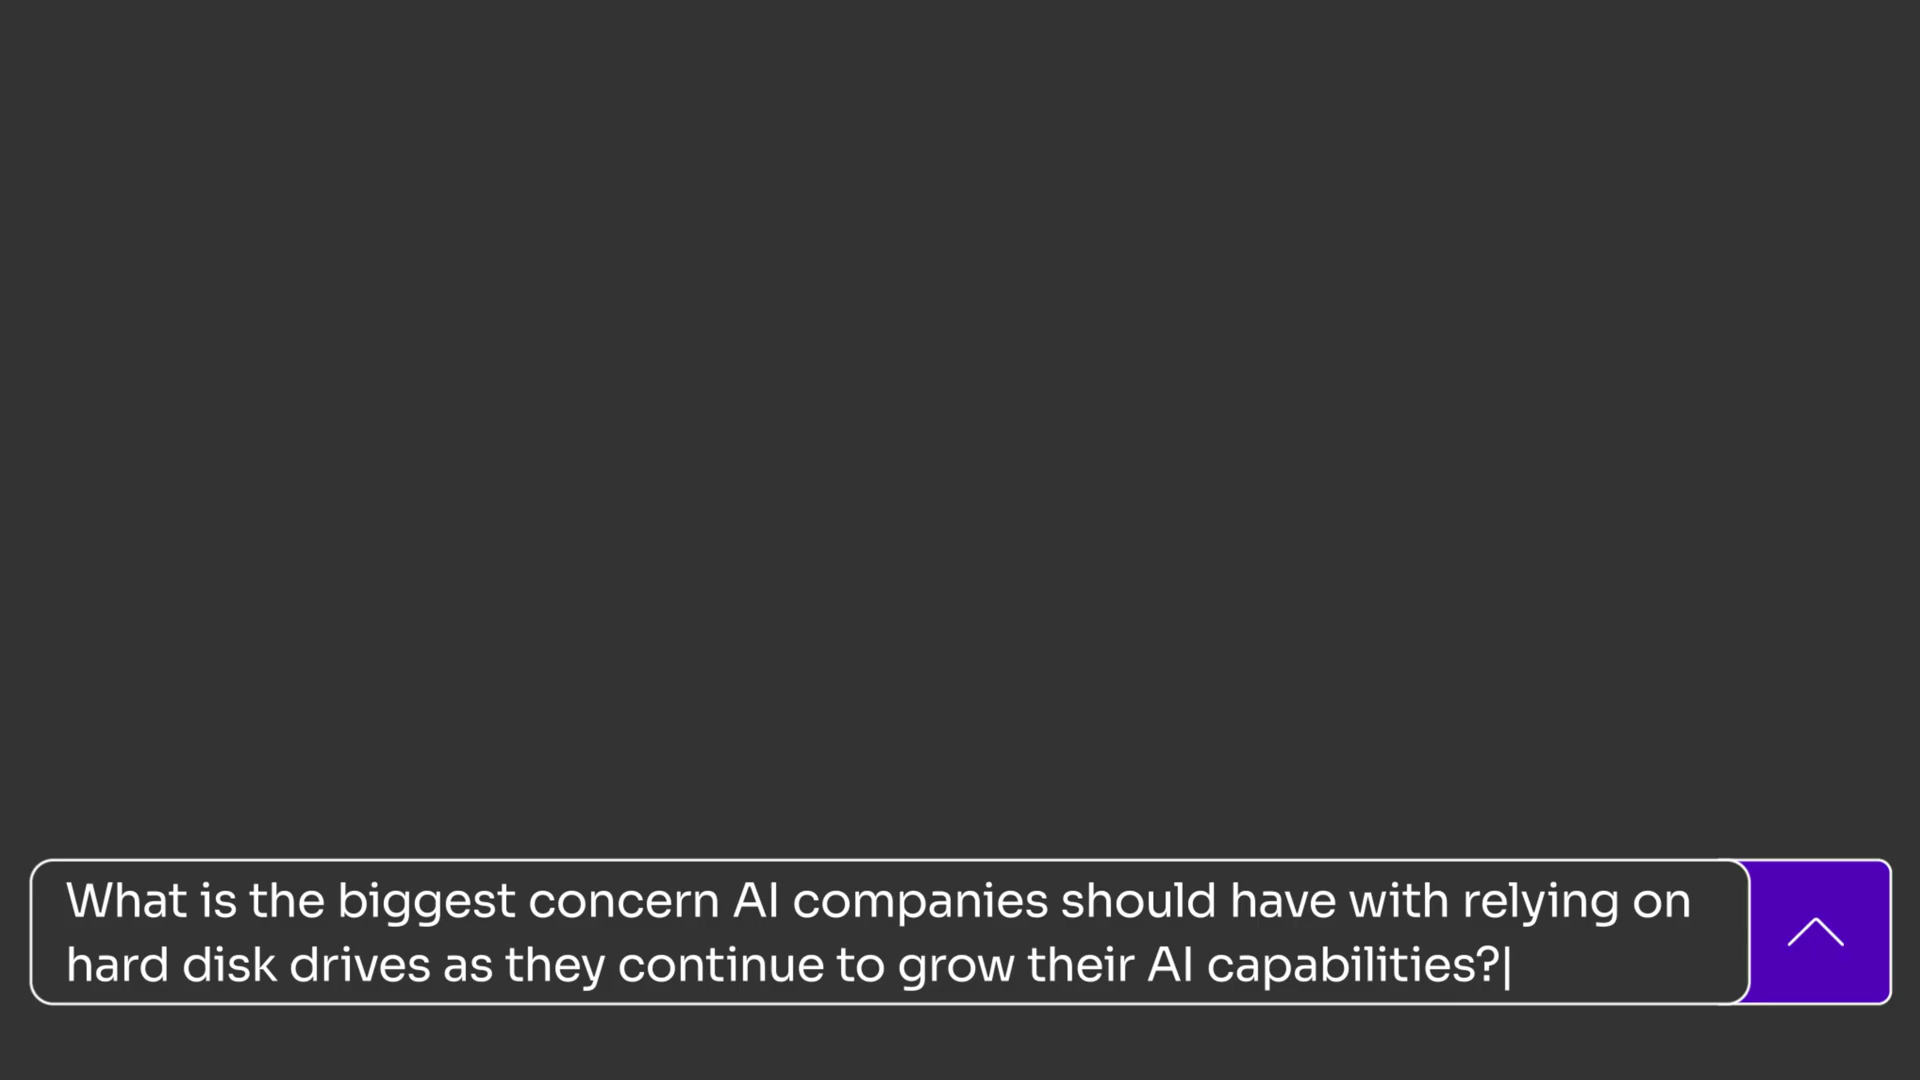 What is the biggest concern AI companies should have with relying on
hard disk drives as they continue to grow their AI capabilities?